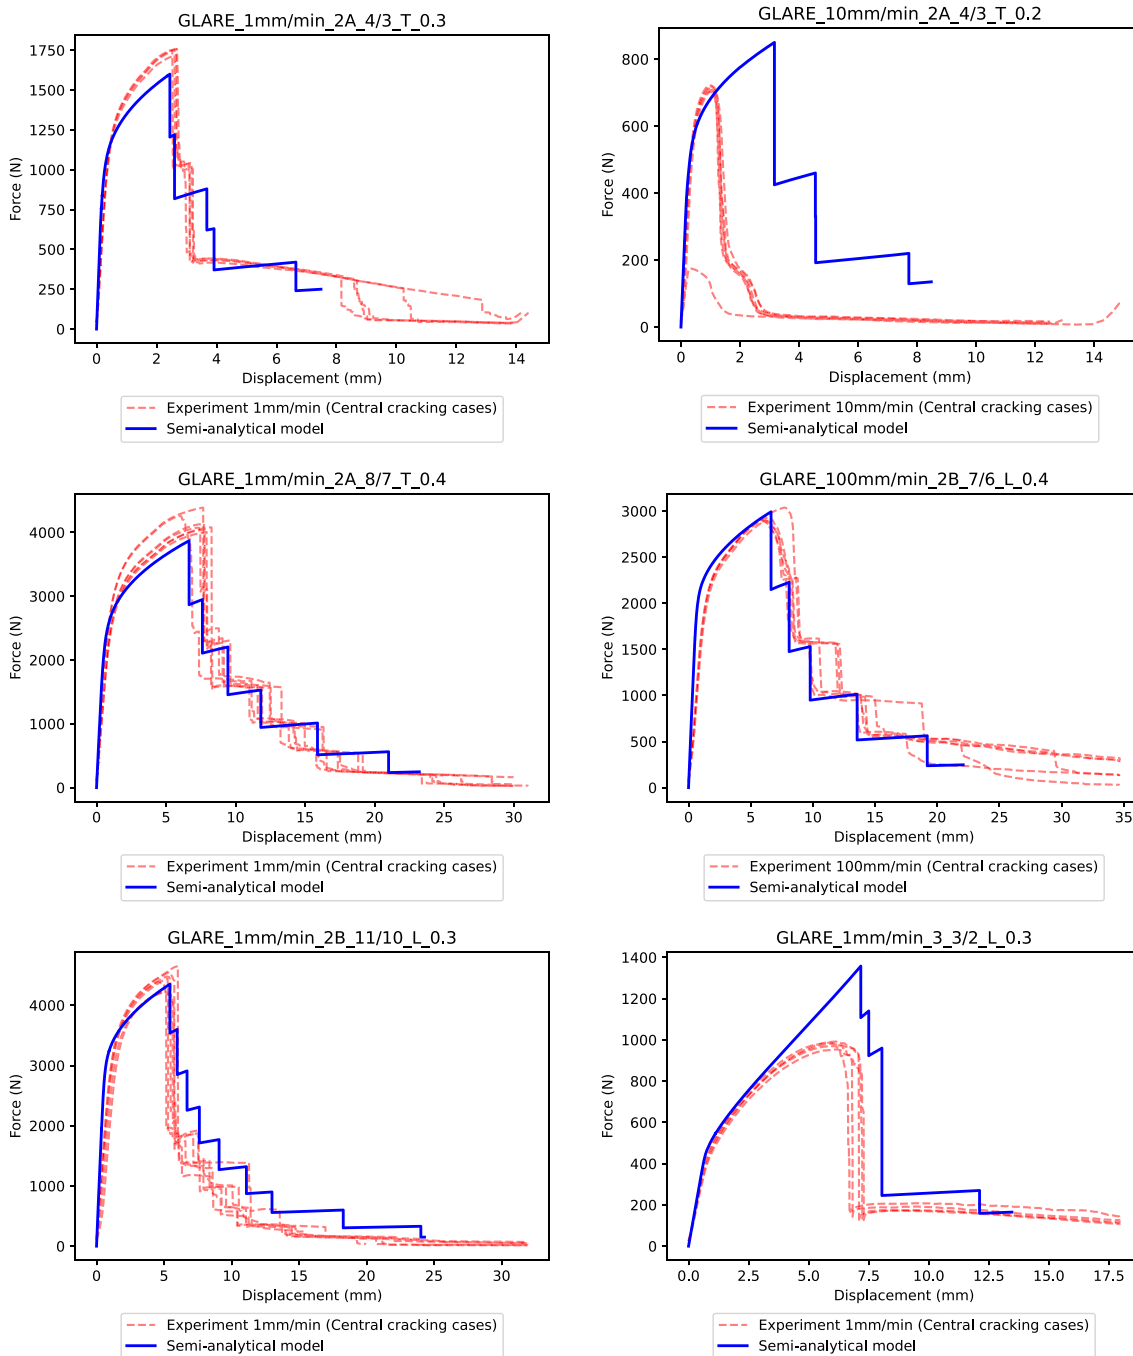 GLARE_1mm/min_2A_4/3_T_0.3
1750
1500
1250
1000
750
500
250
0
Force (N)
0 2 4 6 8 10 12 14
Displacement (mm)
Experiment 1mm/min (Central cracking cases)
Semi-analytical model
GLARE_10mm/min_2A_4/3_T_0.2
800
600
400
200
0
Force (N)
0 2 4 6 8 10 12 14
Displacement (mm)
Experiment 10mm/min (Central cracking cases)
Semi-analytical model
GLARE_1mm/min_2A_8/7_T_0.4
4000
3000
2000
1000
0
Force (N)
0 5 10 15 20 25 30
Displacement (mm)
Experiment 1mm/min (Central cracking cases)
Semi-analytical model
GLARE_100mm/min_2B_7/6_L_0.4
3000
2500
2000
1500
1000
500
0
Force (N)
0 5 10 15 20 25 30 35
Displacement (mm)
Experiment 100mm/min (Central cracking cases)
Semi-analytical model
GLARE_1mm/min_2B_11/10_L_0.3
4000
3000
2000
1000
0
Force (N)
0 5 10 15 20 25 30
Displacement (mm)
Experiment 1mm/min (Central cracking cases)
Semi-analytical model
GLARE_1mm/min_3_3/2_L_0.3
1400
1200
1000
800
600
400
200
0
Force (N)
0.0 2.5 5.0 7.5 10.0 12.5 15.0 17.5
Displacement (mm)
Experiment 1mm/min (Central cracking cases)
Semi-analytical model